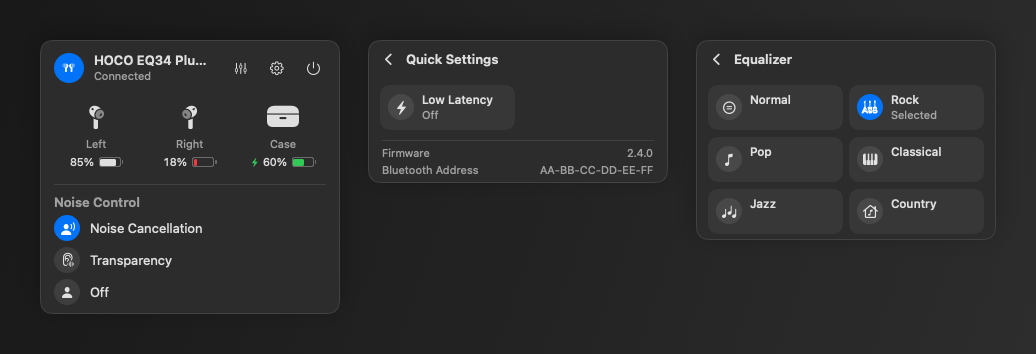 HOCO EQ34 Plu...
Connected
Left
Right
Case
85%
18%
60%
Noise Control
Noise Cancellation
Transparency
Off
Quick Settings
Low Latency
Off
Firmware 2.4.0
Bluetooth Address AA-BB-CC-DD-EE-FF
Equalizer
Normal
Rock
Selected
Pop
Classical
Jazz
Country